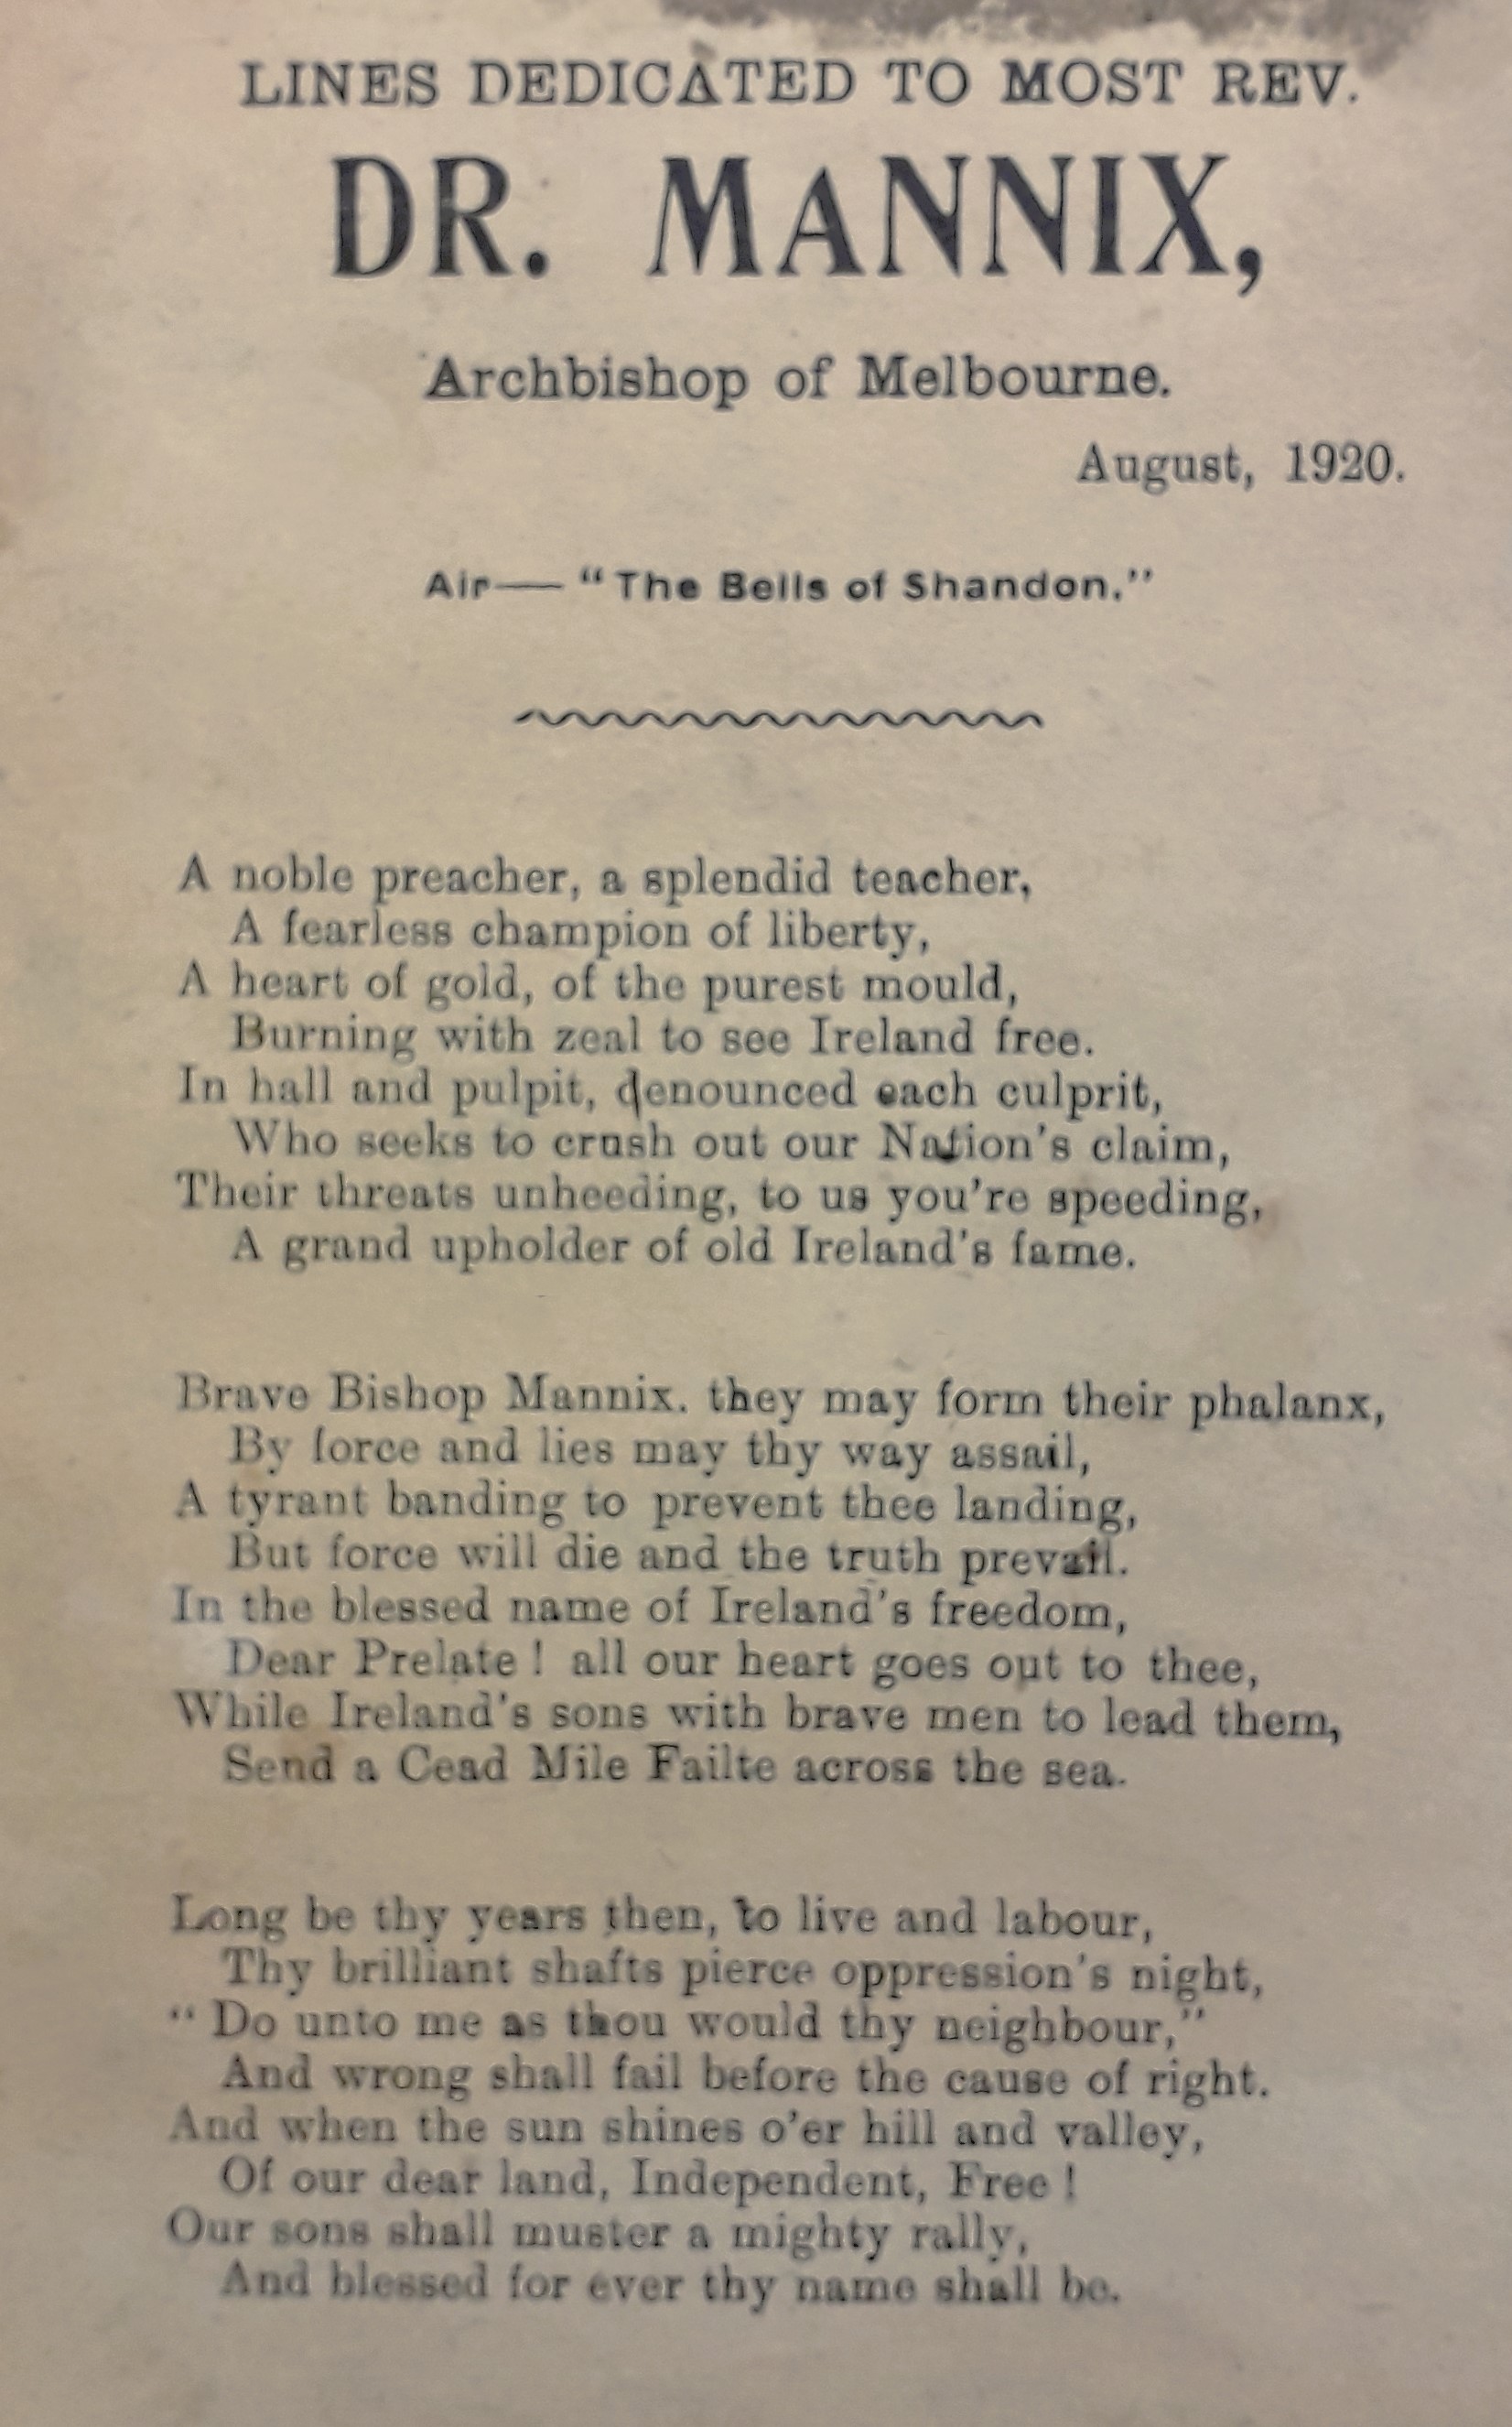 LINES DEDICATED TO MOST REV.
DR. MANNIX,
Archbishop of Melbourne.
August, 1920.
Air—"The Bells of Shandon."
A noble preacher, a splendid teacher,
A fearless champion of liberty,
A heart of gold, of the purest mould,
Burning with zeal to see Ireland free.
In hall and pulpit, denounced each culprit,
Who seeks to crush out our Nation's claim,
Their threats unheeding, to us you're speeding,
A grand upholder of old Ireland's fame.
Brave Bishop Mannix. they may form their phalanx,
By force and lies may thy way assail,
A tyrant banding to prevent thee landing,
But force will die and the truth prevail.
In the blessed name of Ireland's freedom,
Dear Prelate ! all our heart goes out to thee,
While Ireland's sons with brave men to lead them,
Send a Cead Mile Failte across the sea.
Long be thy years then, to live and labour,
Thy brilliant shafts pierce oppression's night,
"Do unto me as thou would thy neighbour,"
And wrong shall fail before the cause of right.
And when the sun shines o'er hill and valley,
Of our dear land, Independent, Free !
Our sons shall muster a mighty rally,
And blessed for ever thy name shall be.